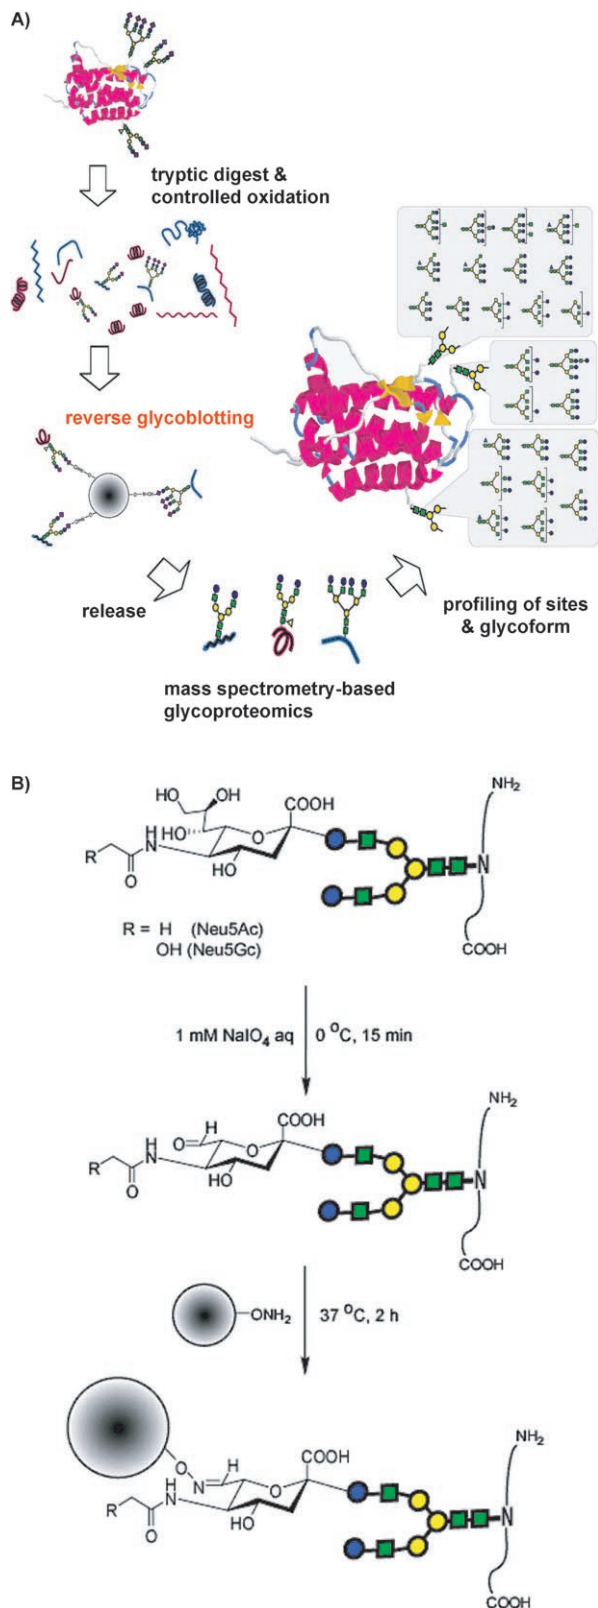 A)
tryptic digest &
controlled oxidation
reverse glycoblotting
release
profiling of sites
& glycoform
mass spectrometry-based
glycoproteomics
B)
HO
OH
HO
COOH
O
H
N
R
O
HO
N
NH₂
COOH
R = H (Neu5Ac)
OH (Neu5Gc)
1 mM NaIO₄ aq
0 °C, 15 min
O
COOH
O
H
N
R
O
HO
N
NH₂
COOH
ONH₂
37 °C, 2 h
O
N
H
COOH
O
H
N
R
O
HO
N
NH₂
COOH